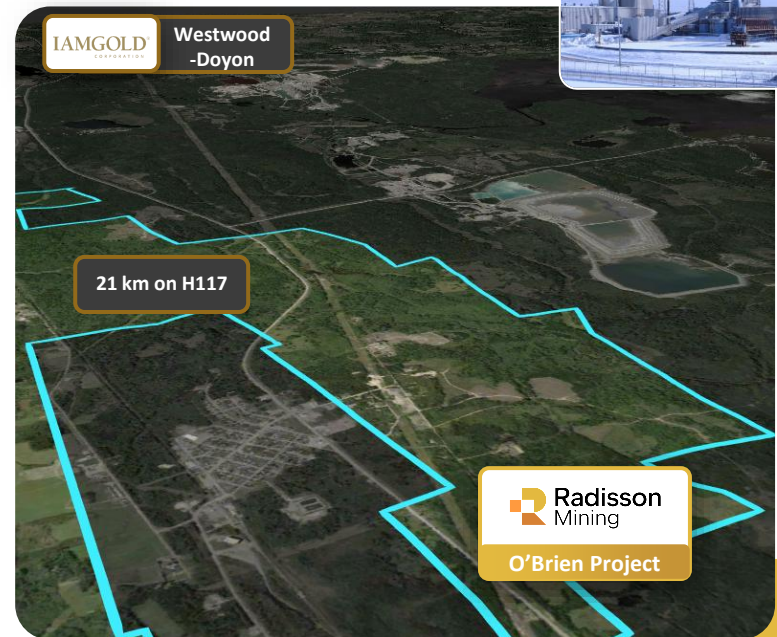 IAMGOLD®
CORPORATION
Westwood
-Doyon
21 km on H117
Radisson
Mining
O’Brien Project